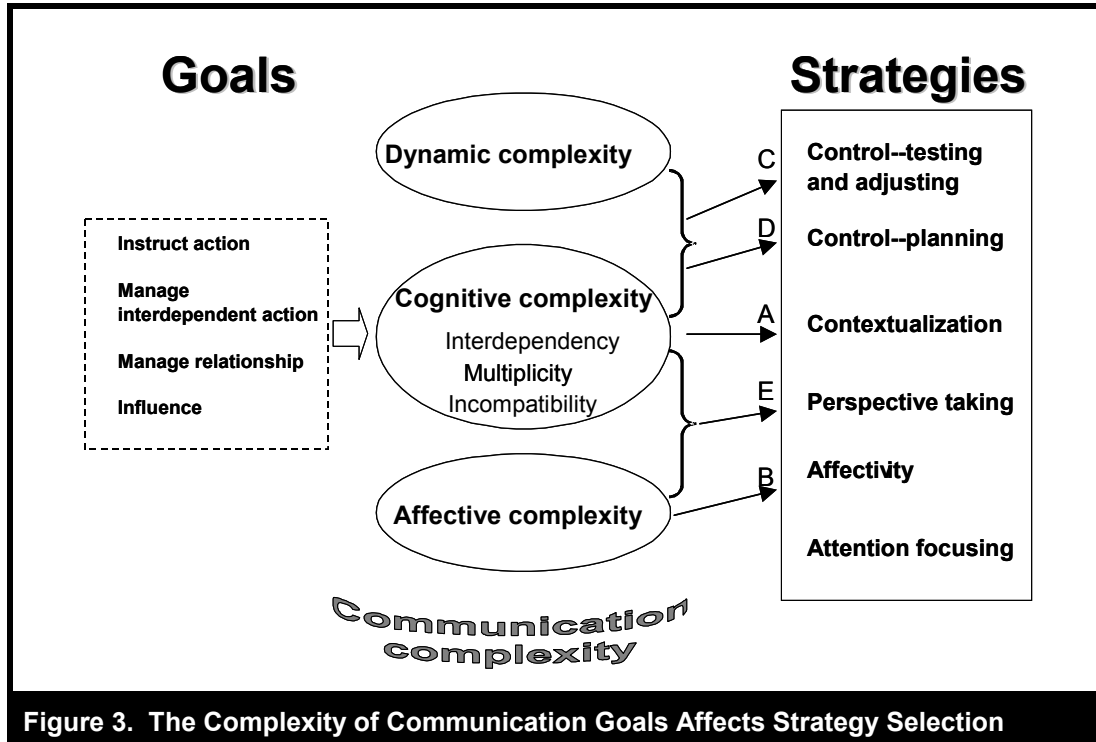 Goals
Strategies
Instruct action
Manage
interdependent action
Manage relationship
Influence
Dynamic complexity
Cognitive complexity
Interdependency
Multiplicity
Incompatibility
Affective complexity
Communication
complexity
C
D
A
E
B
Control--testing
and adjusting
Control--planning
Contextualization
Perspective taking
Affectivity
Attention focusing
Figure 3. The Complexity of Communication Goals Affects Strategy Selection